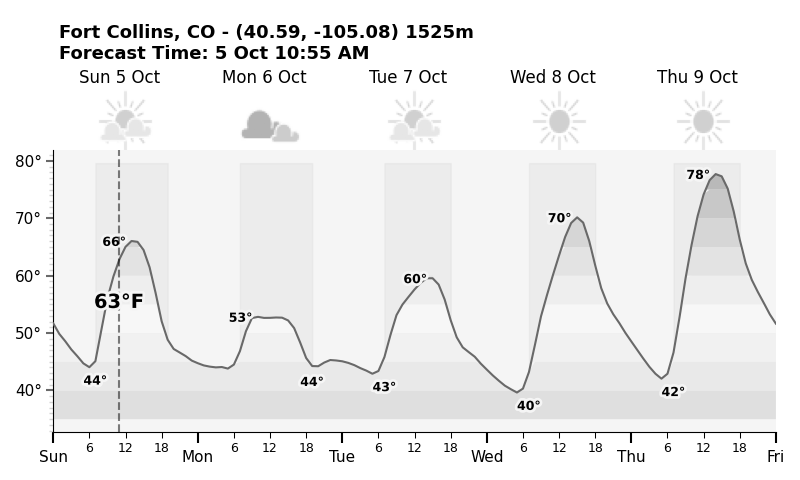 Fort Collins, CO - (40.59, -105.08) 1525m
Forecast Time: 5 Oct 10:55 AM
Sun 5 Oct Mon 6 Oct Tue 7 Oct Wed 8 Oct Thu 9 Oct
80°
78°
70° 70°
66°
60° 60°
63°F
53°
50°
44° 44° 43° 42°
40° 40°
6 12 18 6 12 18 6 12 18 6 12 18 6 12 18
Sun Mon Tue Wed Thu Fri